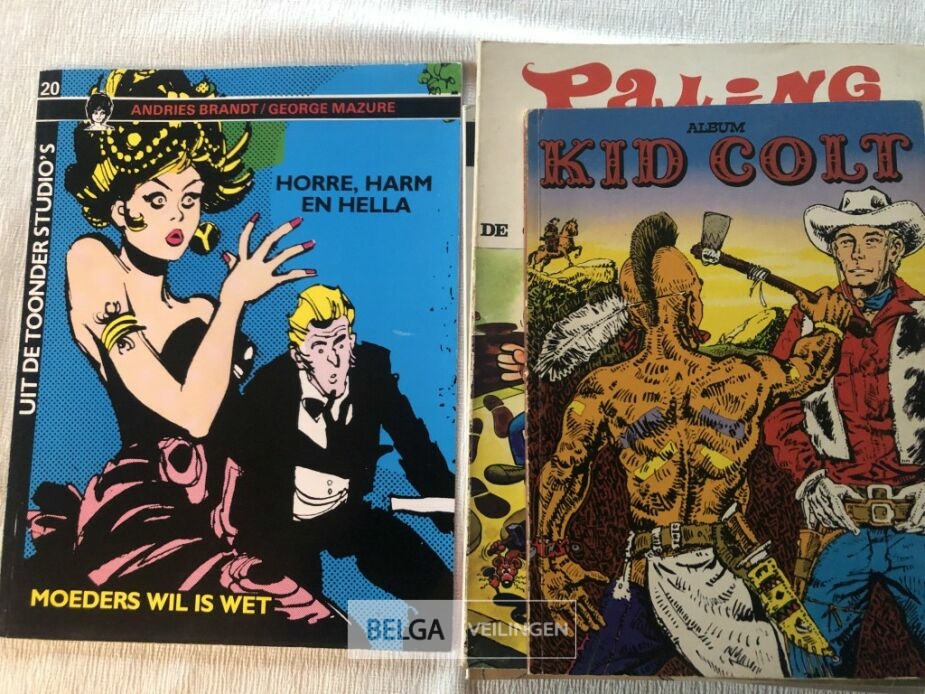 20
ANDRIES BRANDT / GEORGE MAZURE
UIT DE TOONDER STUDIO'S
HORRE, HARM
EN HELLA
MOEDERS WIL IS WET
PALING
DE
ALBUM
KID COLT
BELGA VEILINGEN